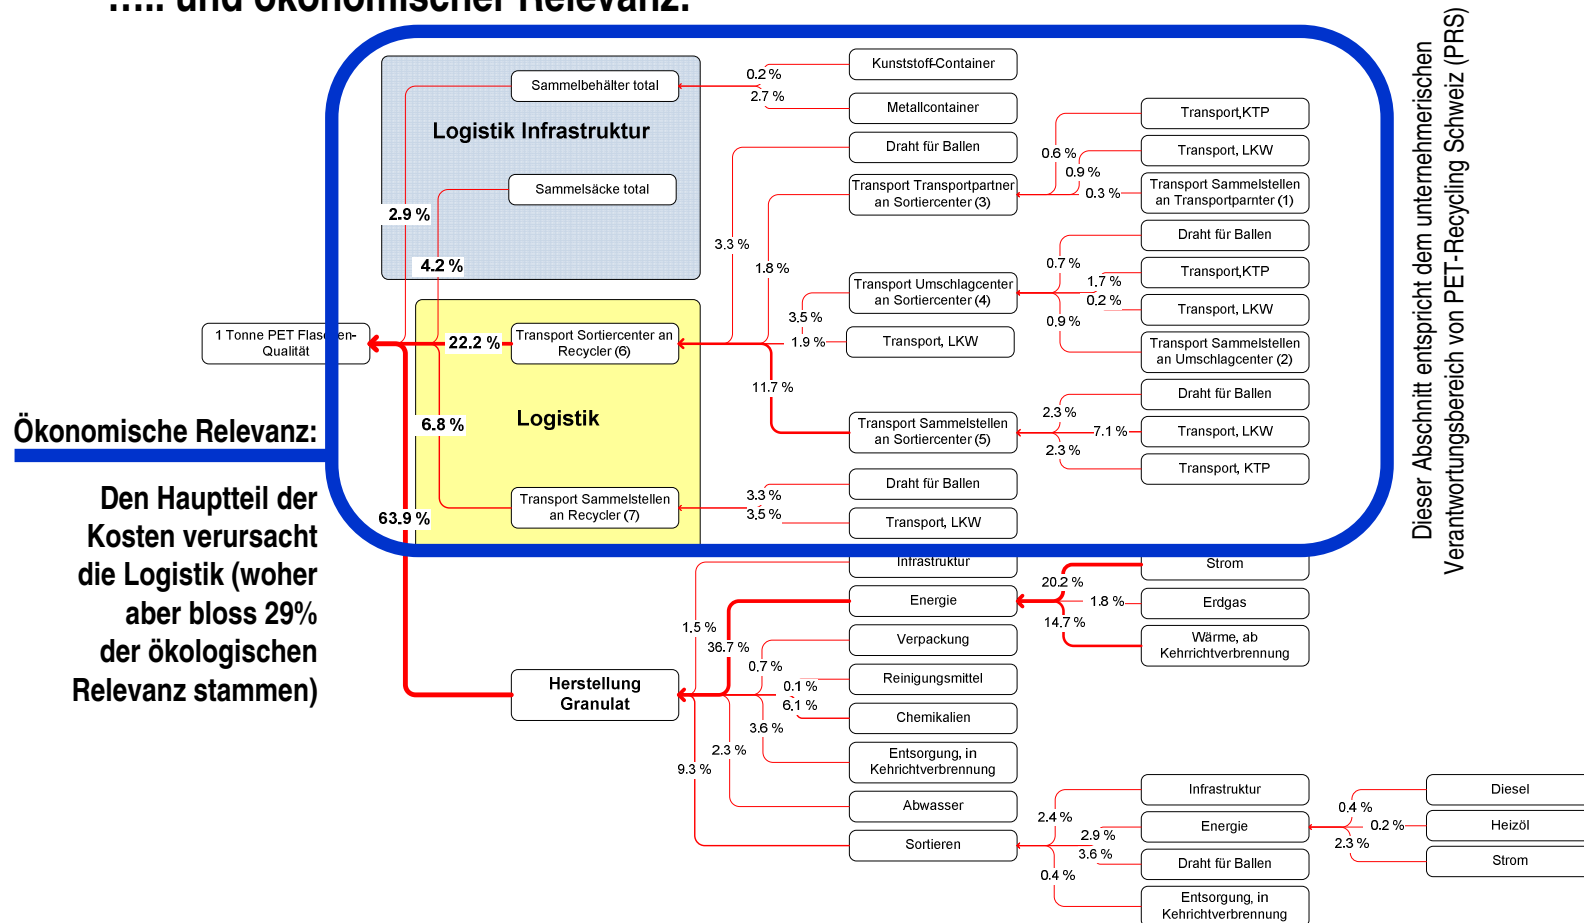 ….. und ökonomischer Relevanz:
Kunststoff-Container
Sammelbehälter total
0.2 %
2.7 %
Metallcontainer
Transport,KTP
Logistik Infrastruktur
Draht für Ballen
0.6 %
Transport, LKW
0.9 %
Sammelsäcke total
Transport Transportpartner
an Sortiercenter (3)
0.3 %
Transport Sammelstellen
an Transportparnter (1)
2.9 %
3.3 %
Draht für Ballen
4.2 %
1.8 %
0.7 %
Transport,KTP
1.7 %
Transport Umschlagcenter
an Sortiercenter (4)
0.2 %
Transport, LKW
3.5 %
0.9 %
1 Tonne PET Flaschen-
Qualität
22.2 %
Transport Sortiercenter an
Recycler (6)
1.9 %
Transport, LKW
Transport Sammelstellen
an Umschlagcenter (2)
11.7 %
Draht für Ballen
Logistik
6.8 %
2.3 %
Transport Sammelstellen
an Sortiercenter (5)
7.1 %
Transport, LKW
2.3 %
Transport, KTP
Draht für Ballen
3.3 %
Transport Sammelstellen
an Recycler (7)
3.5 %
Transport, LKW
63.9 %
Ökonomische Relevanz:
Den Hauptteil der
Kosten verursacht
die Logistik (woher
aber bloss 29%
der ökologischen
Relevanz stammen)
Dieser Abschnitt entspricht dem unternehmerischen
Verantwortungsbereich von PET-Recycling Schweiz (PRS)
Infrastruktur
Strom
20.2 %
Energie
1.8 %
Erdgas
14.7 %
1.5 %
36.7 %
Verpackung
Wärme, ab
Kehrrichtverbrennung
0.7 %
Reinigungsmittel
0.1 %
Herstellung
Granulat
6.1 %
Chemikalien
3.6 %
2.3 %
Entsorgung, in
Kehrichtverbrennung
9.3 %
Abwasser
Infrastruktur
Diesel
2.4 %
0.4 %
Energie
0.2 %
Heizöl
2.9 %
Sortieren
2.3 %
3.6 %
Draht für Ballen
Strom
0.4 %
Entsorgung, in
Kehrichtverbrennung